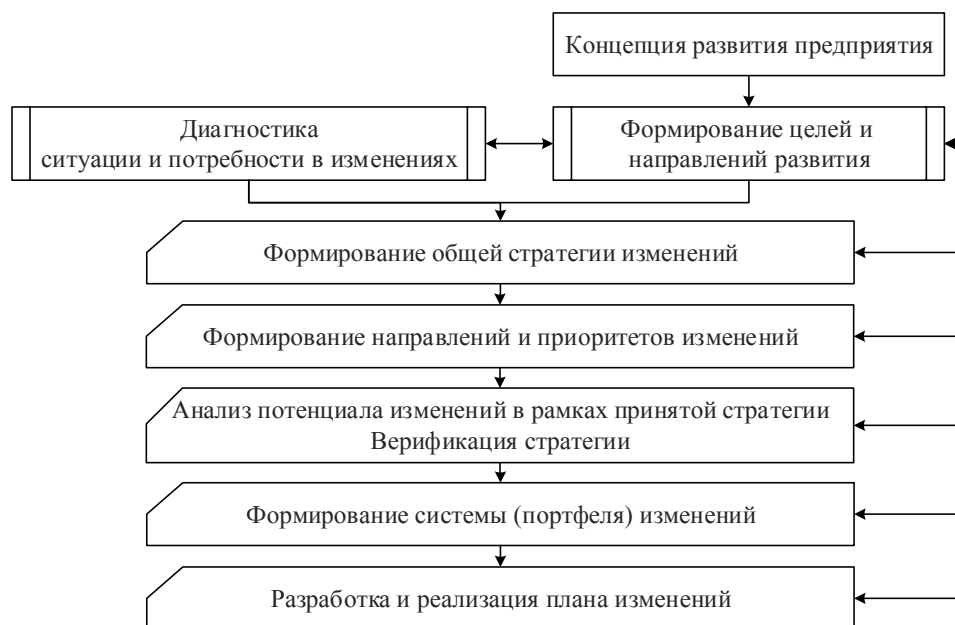 Концепция развития предприятия
Диагностика
ситуации и потребности в изменениях
Формирование целей и
направлений развития
Формирование общей стратегии изменений
Формирование направлений и приоритетов изменений
Анализ потенциала изменений в рамках принятой стратегии
Верификация стратегии
Формирование системы (портфеля) изменений
Разработка и реализация плана изменений